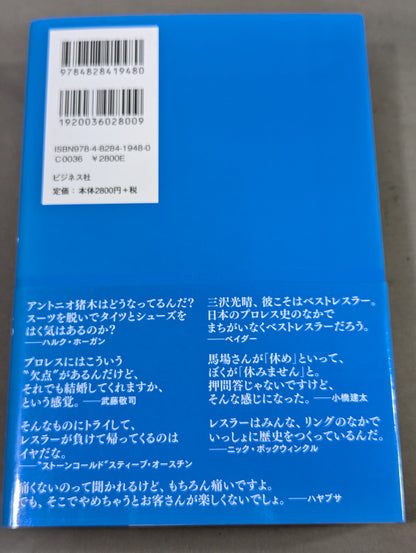 9784828419480
1920036028009
ISBN978-4-8284-1948-0
C0036 ¥2800E
ビジネス社
定価：本体2800円＋税
アントニオ猪木はどうなってるんだ？
スーツを脱いでタイツとシューズを
はく気はあるのか？
——ハルク・ホーガン
プロレスにはこういう
〝欠点〟があるんだけど、
それでも結婚してくれますか、
という感覚。——武藤敬司
そんなものにトライして、
レスラーが負けて帰ってくるのは
イヤだな。
——“ストーンコールド”スティーブ・オースチン
三沢光晴、彼こそはベストレスラー。
日本のプロレス史のなかで
まちがいなくベストレスラーだろう。
——ベイダー
馬場さんが「休め」といって、
ぼくが「休みません」と。
押問答じゃないですけど、
そんな感じになった。——小橋建太
レスラーはみんな、リングのなかで
いっしょに歴史をつくっているんだ。
——ニック・ボックウィンクル
痛くないのって聞かれるけど、もちろん痛いですよ。
でも、そこでやめちゃうとお客さんが楽しくないでしょ。——ハヤブサ